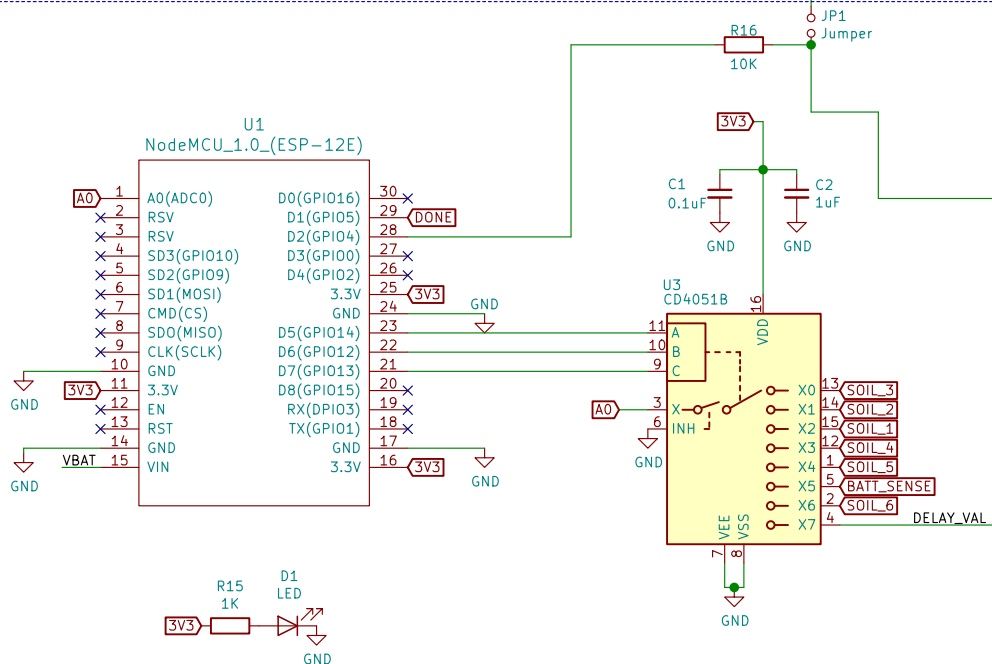 JP1
Jumper
R16
10K
3V3
C1
0.1uF
GND
C2
1uF
GND
U1
NodeMCU_1.0_(ESP-12E)
A0 1 A0(ADC0)
2 RSV
3 RSV
4 SD3(GPIO10)
5 SD2(GPIO9)
6 SD1(MOSI)
7 CMD(CS)
8 SDO(MISO)
9 CLK(SCLK)
10 GND
GND
3V3 11 3.3V
12 EN
13 RST
14 GND
GND
VBAT 15 VIN
D0(GPIO16) 30
D1(GPIO5) 29 DONE
D2(GPIO4) 28
D3(GPIO0) 27
D4(GPIO2) 26
3.3V 25 3V3
GND 24
GND
D5(GPIO14) 23
D6(GPIO12) 22
D7(GPIO13) 21
D8(GPIO15) 20
RX(DPIO3) 19
TX(GPIO1) 18
GND 17
GND
3.3V 16 3V3
U3
CD4051B
16
VDD
11 A
10 B
9 C
A0 3 X
6 INH
GND
X0 13 SOIL_3
X1 14 SOIL_2
X2 15 SOIL_1
X3 12 SOIL_4
X4 1 SOIL_5
X5 5 BATT_SENSE
X6 2 SOIL_6
X7 4 DELAY_VAL
VEE
VSS
7
8
GND
R15
1K
3V3
D1
LED
GND